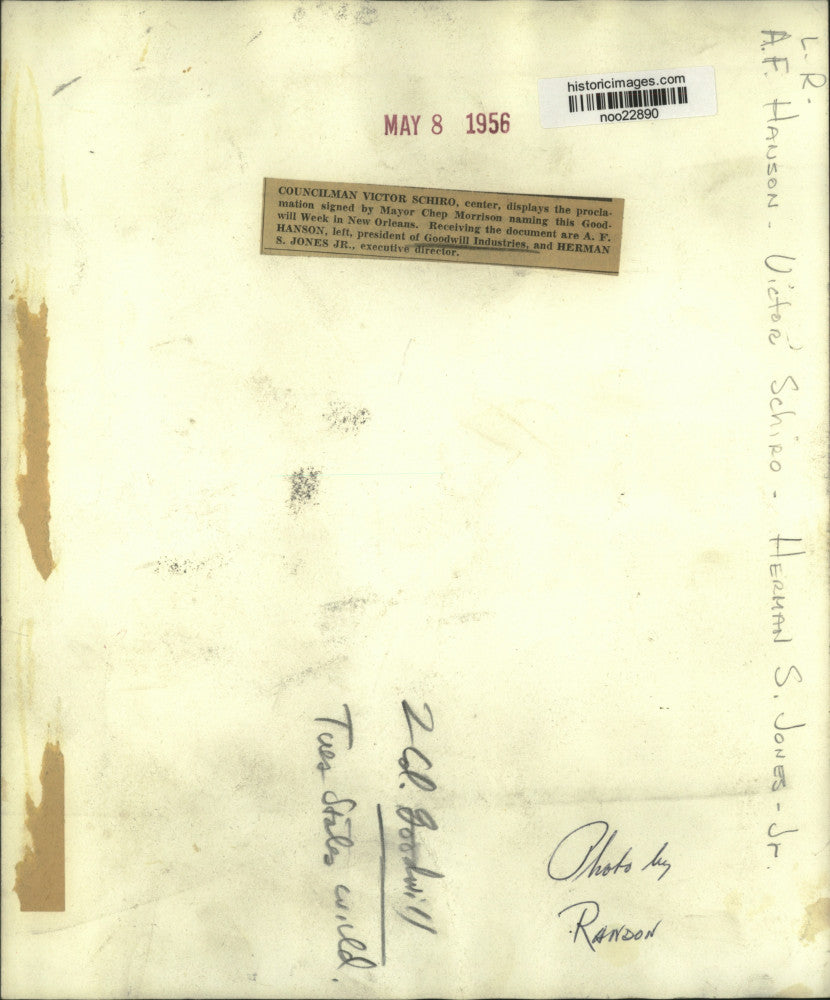 historicimages.com
noo22890
MAY 8 1956
COUNCILMAN VICTOR SCHIRO, center, displays the procla-
mation signed by Mayor Chep Morrison naming this Good-
will Week in New Orleans. Receiving the document are A. F.
HANSON, left, president of Goodwill Industries, and HERMAN
S. JONES JR., executive director.
L. R.
A.F. HANSON - Victor Schiro - HERMAN S. JONES - Jr.
2 Col. Goodwill
Tues States
Photo by
RANDON